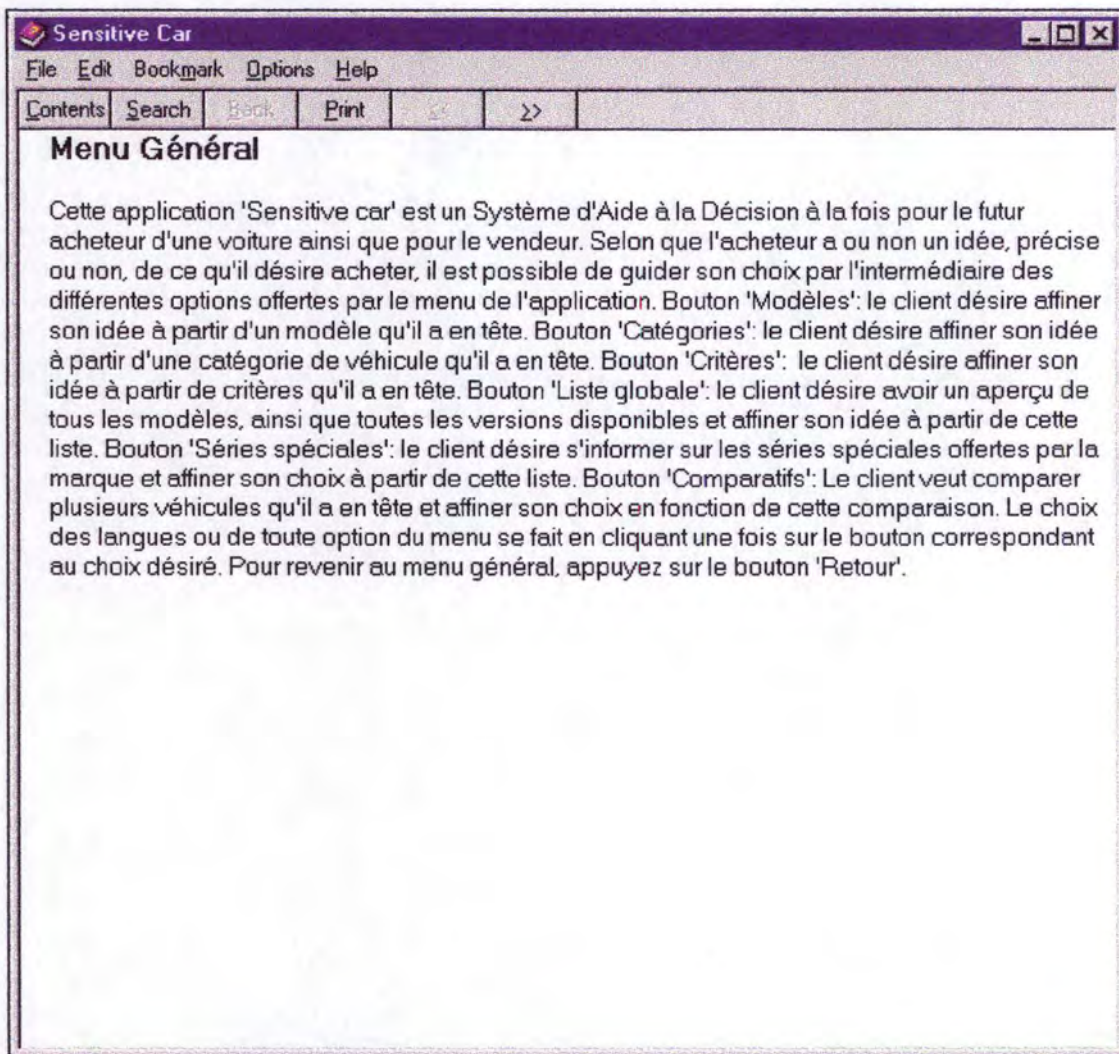 Sensitive Car
File Edit Bookmark Options Help
Contents Search Back Print << >>
Menu Général
Cette application 'Sensitive car' est un Système d'Aide à la Décision à la fois pour le futur
acheteur d'une voiture ainsi que pour le vendeur. Selon que l'acheteur a ou non un idée, précise
ou non, de ce qu'il désire acheter, il est possible de guider son choix par l'intermédiaire des
différentes options offertes par le menu de l'application. Bouton 'Modèles': le client désire affiner
son idée à partir d'un modèle qu'il a en tête. Bouton 'Catégories': le client désire affiner son idée
à partir d'une catégorie de véhicule qu'il a en tête. Bouton 'Critères': le client désire affiner son
idée à partir de critères qu'il a en tête. Bouton 'Liste globale': le client désire avoir un aperçu de
tous les modèles, ainsi que toutes les versions disponibles et affiner son idée à partir de cette
liste. Bouton 'Séries spéciales': le client désire s'informer sur les séries spéciales offertes par la
marque et affiner son choix à partir de cette liste. Bouton 'Comparatifs': Le client veut comparer
plusieurs véhicules qu'il a en tête et affiner son choix en fonction de cette comparaison. Le choix
des langues ou de toute option du menu se fait en cliquant une fois sur le bouton correspondant
au choix désiré. Pour revenir au menu général, appuyez sur le bouton 'Retour'.